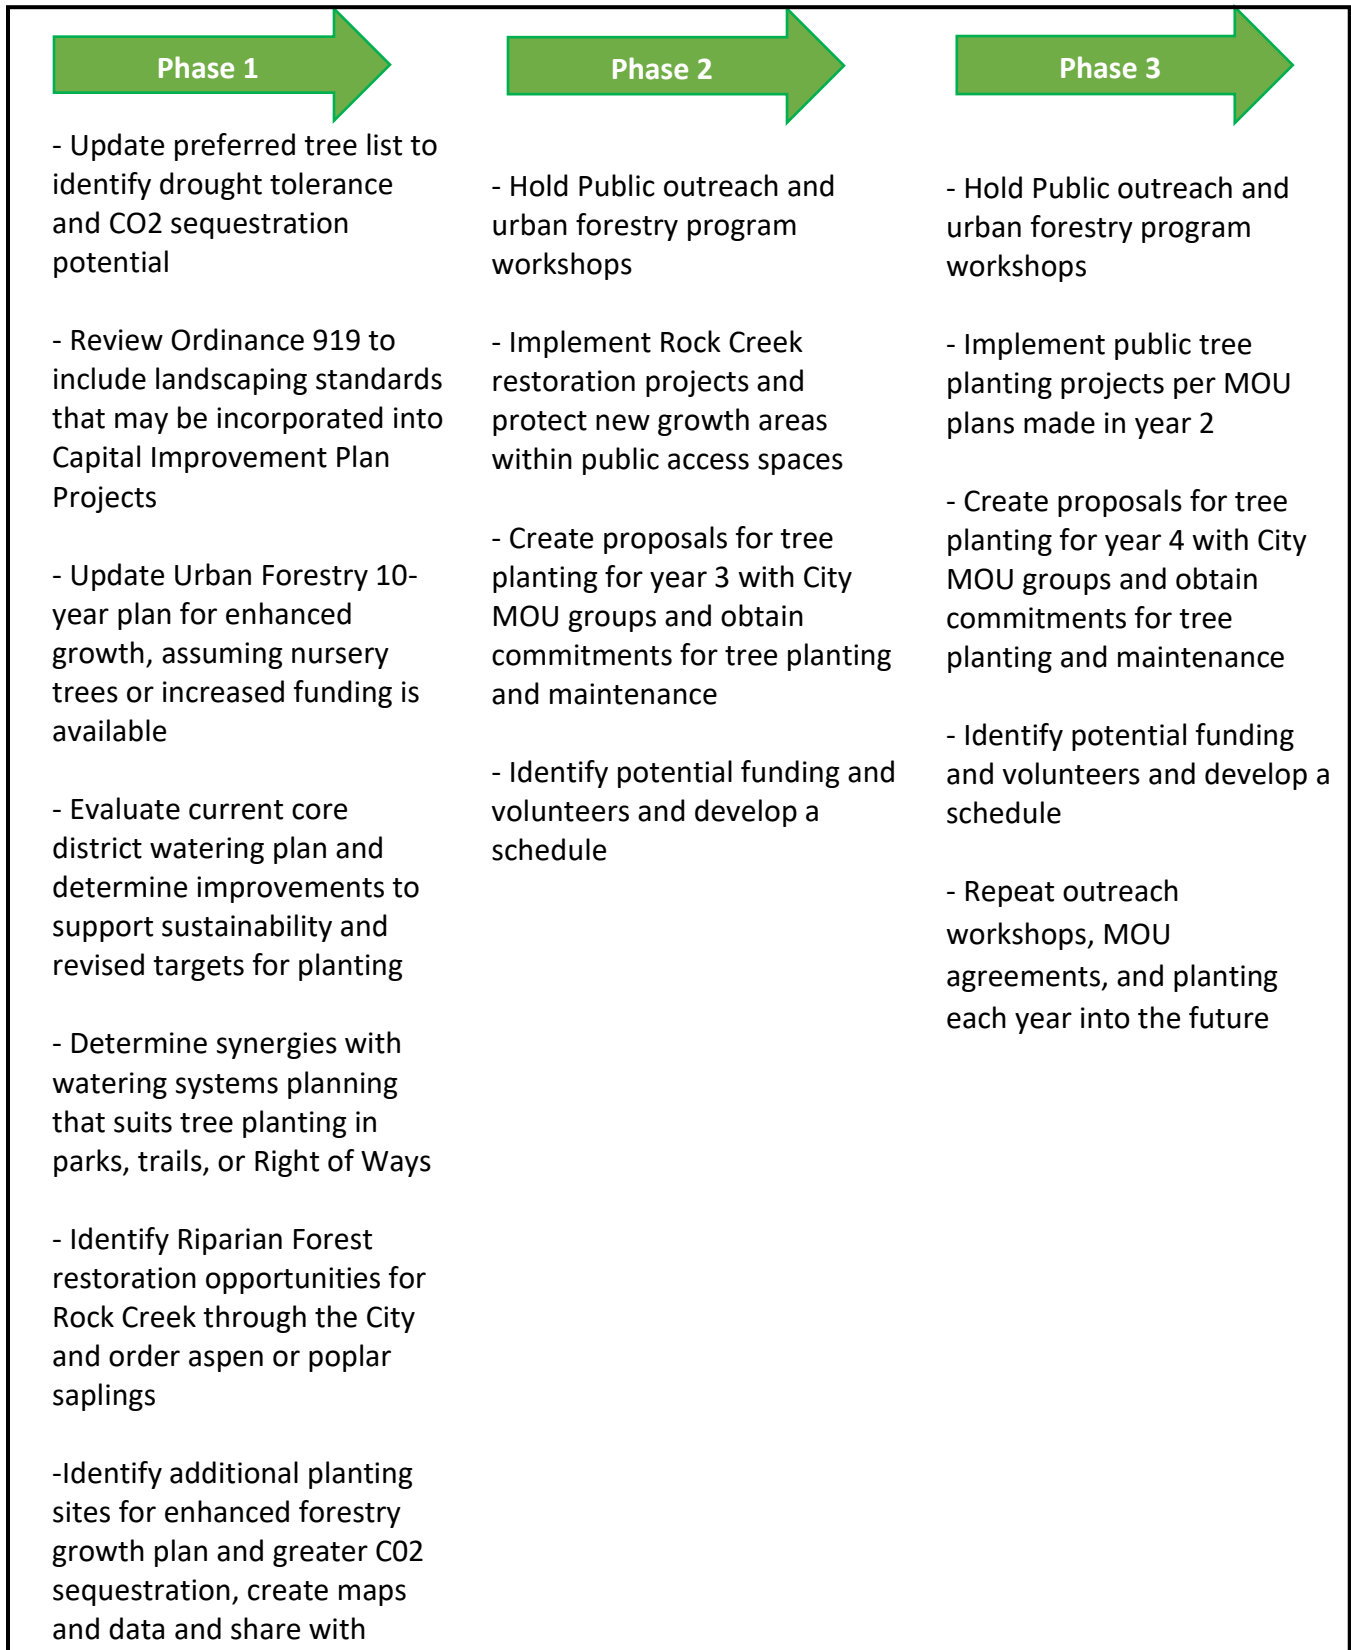 Phase 1
- Update preferred tree list to
identify drought tolerance
and CO2 sequestration
potential
- Review Ordinance 919 to
include landscaping standards
that may be incorporated into
Capital Improvement Plan
Projects
- Update Urban Forestry 10-
year plan for enhanced
growth, assuming nursery
trees or increased funding is
available
- Evaluate current core
district watering plan and
determine improvements to
support sustainability and
revised targets for planting
- Determine synergies with
watering systems planning
that suits tree planting in
parks, trails, or Right of Ways
- Identify Riparian Forest
restoration opportunities for
Rock Creek through the City
and order aspen or poplar
saplings
-Identify additional planting
sites for enhanced forestry
growth plan and greater C02
sequestration, create maps
and data and share with
Phase 2
- Hold Public outreach and
urban forestry program
workshops
- Implement Rock Creek
restoration projects and
protect new growth areas
within public access spaces
- Create proposals for tree
planting for year 3 with City
MOU groups and obtain
commitments for tree planting
and maintenance
- Identify potential funding and
volunteers and develop a
schedule
Phase 3
- Hold Public outreach and
urban forestry program
workshops
- Implement public tree
planting projects per MOU
plans made in year 2
- Create proposals for tree
planting for year 4 with City
MOU groups and obtain
commitments for tree
planting and maintenance
- Identify potential funding
and volunteers and develop a
schedule
- Repeat outreach
workshops, MOU
agreements, and planting
each year into the future